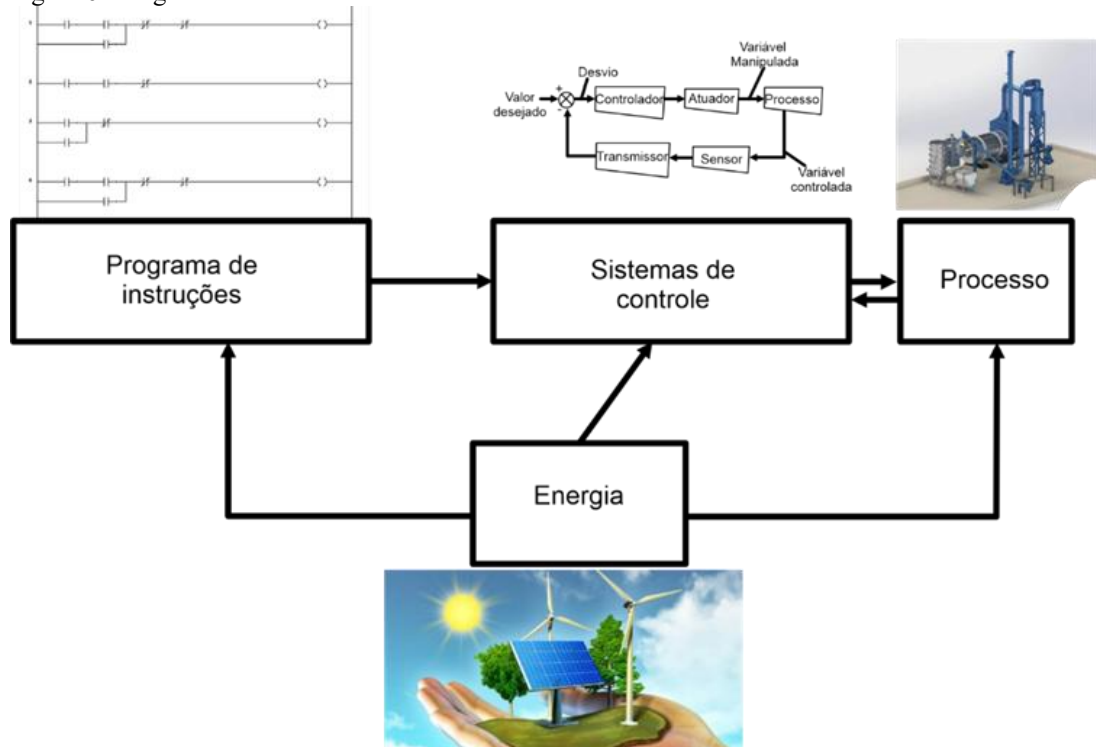 Variável
Manipulada
Desvio
+
Valor
desejado
-
Controlador
Atuador
Processo
Transmissor
Sensor
Variável
controlada
Programa de
instruções
Sistemas de
controle
Processo
Energia